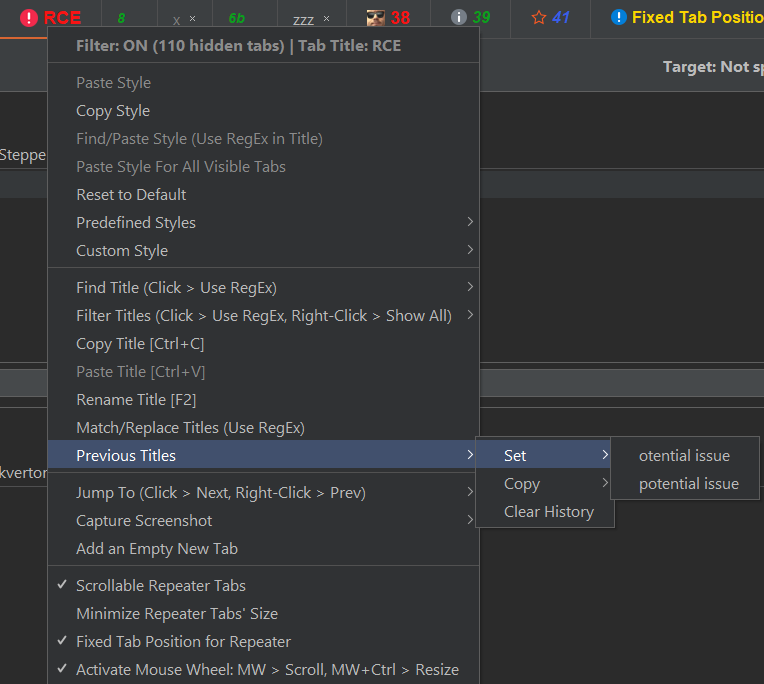 RCE 8 x × 6b zzz × 38 39 41 Fixed Tab Positio
Filter: ON (110 hidden tabs) | Tab Title: RCE
Target: Not sp
Paste Style
Copy Style
Find/Paste Style (Use RegEx in Title)
Steppe
Paste Style For All Visible Tabs
Reset to Default
Predefined Styles
Custom Style
Find Title (Click > Use RegEx)
Filter Titles (Click > Use RegEx, Right-Click > Show All)
Copy Title [Ctrl+C]
Paste Title [Ctrl+V]
Rename Title [F2]
Match/Replace Titles (Use RegEx)
Previous Titles Set otential issue
kvertor
Copy potential issue
Jump To (Click > Next, Right-Click > Prev)
Clear History
Capture Screenshot
Add an Empty New Tab
Scrollable Repeater Tabs
Minimize Repeater Tabs' Size
Fixed Tab Position for Repeater
Activate Mouse Wheel: MW > Scroll, MW+Ctrl > Resize